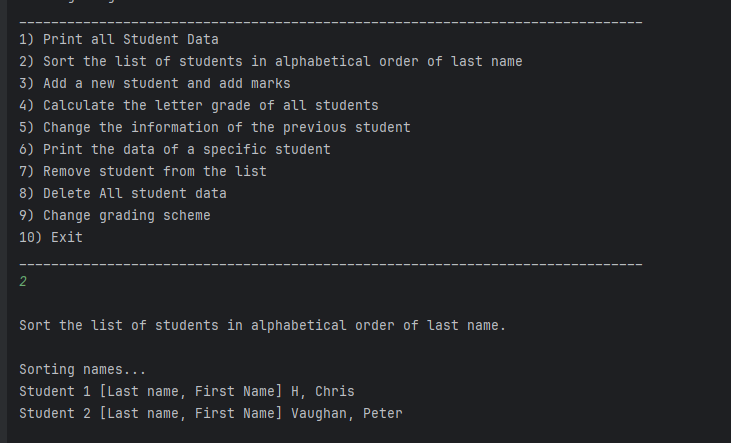 ______________________________________________________________________________
1) Print all Student Data
2) Sort the list of students in alphabetical order of last name
3) Add a new student and add marks
4) Calculate the letter grade of all students
5) Change the information of the previous student
6) Print the data of a specific student
7) Remove student from the list
8) Delete All student data
9) Change grading scheme
10) Exit
______________________________________________________________________________
2
Sort the list of students in alphabetical order of last name.
Sorting names...
Student 1 [Last name, First Name] H, Chris
Student 2 [Last name, First Name] Vaughan, Peter